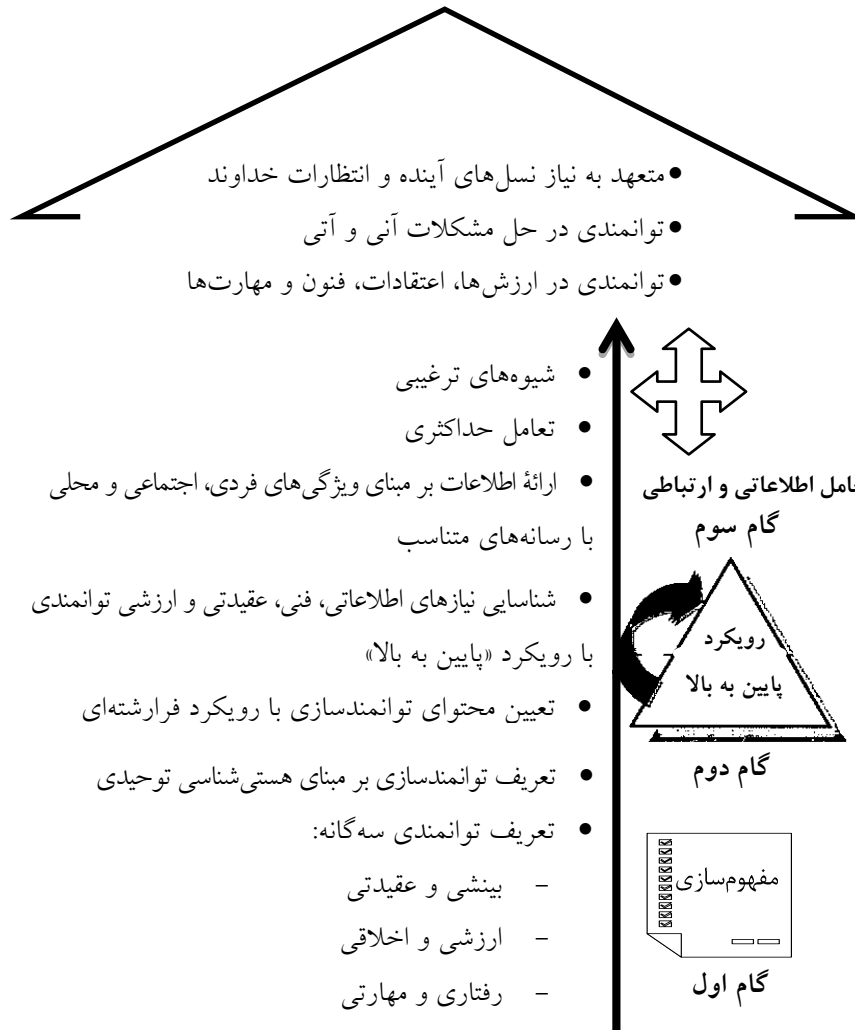 ● متعهد به نیاز نسل‌های آینده و انتظارات خداوند
● توانمندی در حل مشکلات آنی و آتی
● توانمندی در ارزش‌ها، اعتقادات، فنون و مهارت‌ها
● شیوه‌های ترغیبی
● تعامل حداکثری
● ارائهٔ اطلاعات بر مبنای ویژگی‌های فردی، اجتماعی و محلی
با رسانه‌های متناسب
● شناسایی نیازهای اطلاعاتی، فنی، عقیدتی و ارزشی توانمندی
با رویکرد «پایین به بالا»
● تعیین محتوای توانمندسازی با رویکرد فرارشته‌ای
● تعریف توانمندسازی بر مبنای هستی‌شناسی توحیدی
● تعریف توانمندی سه‌گانه:
- بینشی و عقیدتی
- ارزشی و اخلاقی
- رفتاری و مهارتی
اطلاعاتی و ارتباطی
گام سوم
رویکرد
پایین به بالا
گام دوم
مفهوم‌سازی
گام اول